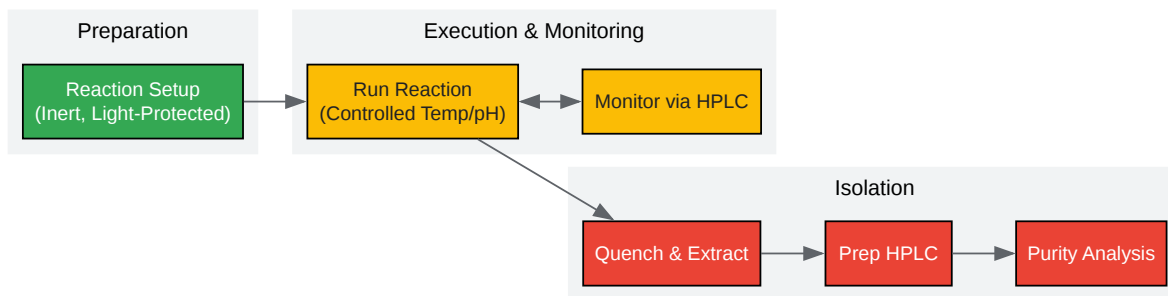 Preparation
Reaction Setup
(Inert, Light-Protected)
Execution & Monitoring
Run Reaction
(Controlled Temp/pH)
Monitor via HPLC
Isolation
Quench & Extract
Prep HPLC
Purity Analysis